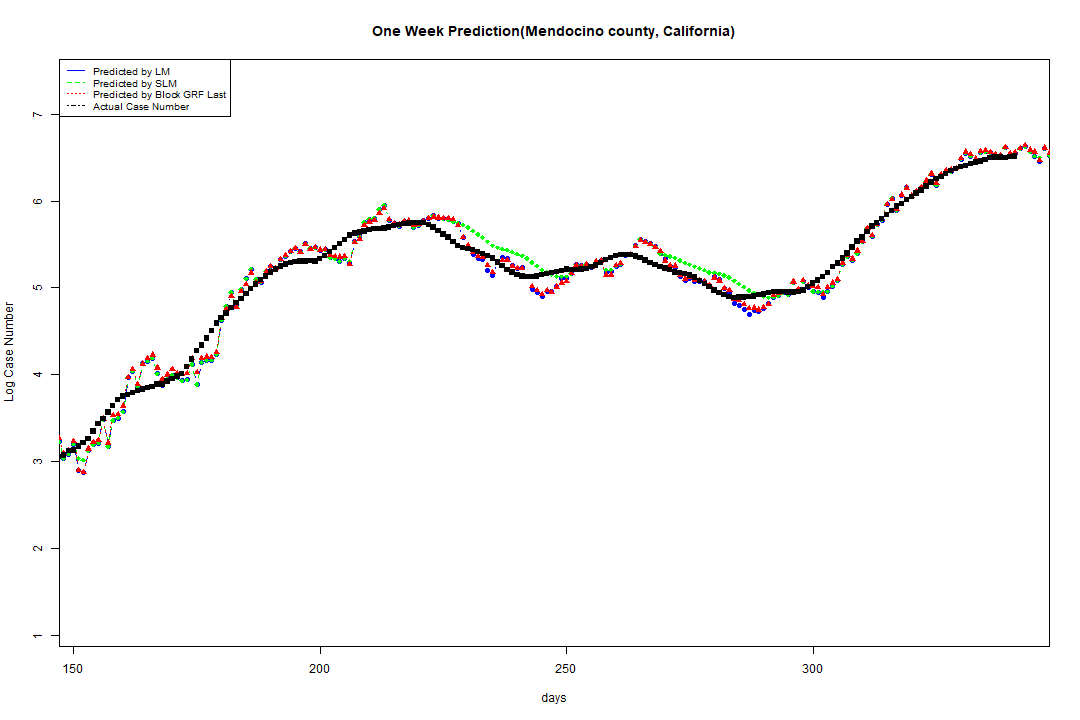 One Week Prediction(Mendocino county, California)
Predicted by LM
Predicted by SLM
Predicted by Block GRF Last
Actual Case Number
7
6
5
4
3
2
1
Log Case Number
150 200 250 300
days